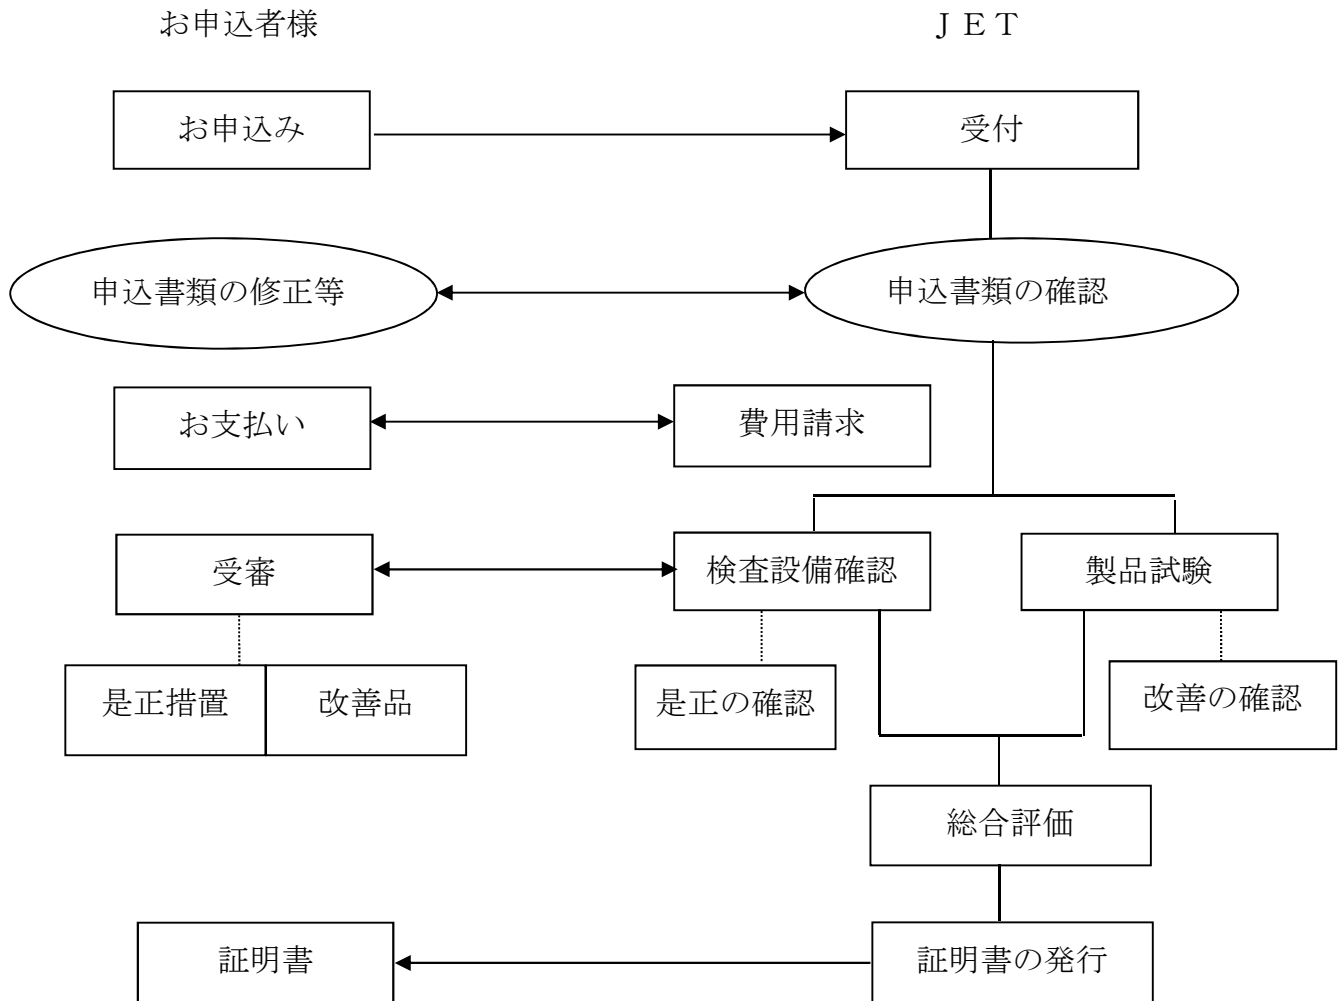 お申込者様
ＪＥＴ
お申込み
受付
申込書類の修正等
申込書類の確認
お支払い
費用請求
受審
検査設備確認
製品試験
是正措置
改善品
是正の確認
改善の確認
総合評価
証明書
証明書の発行